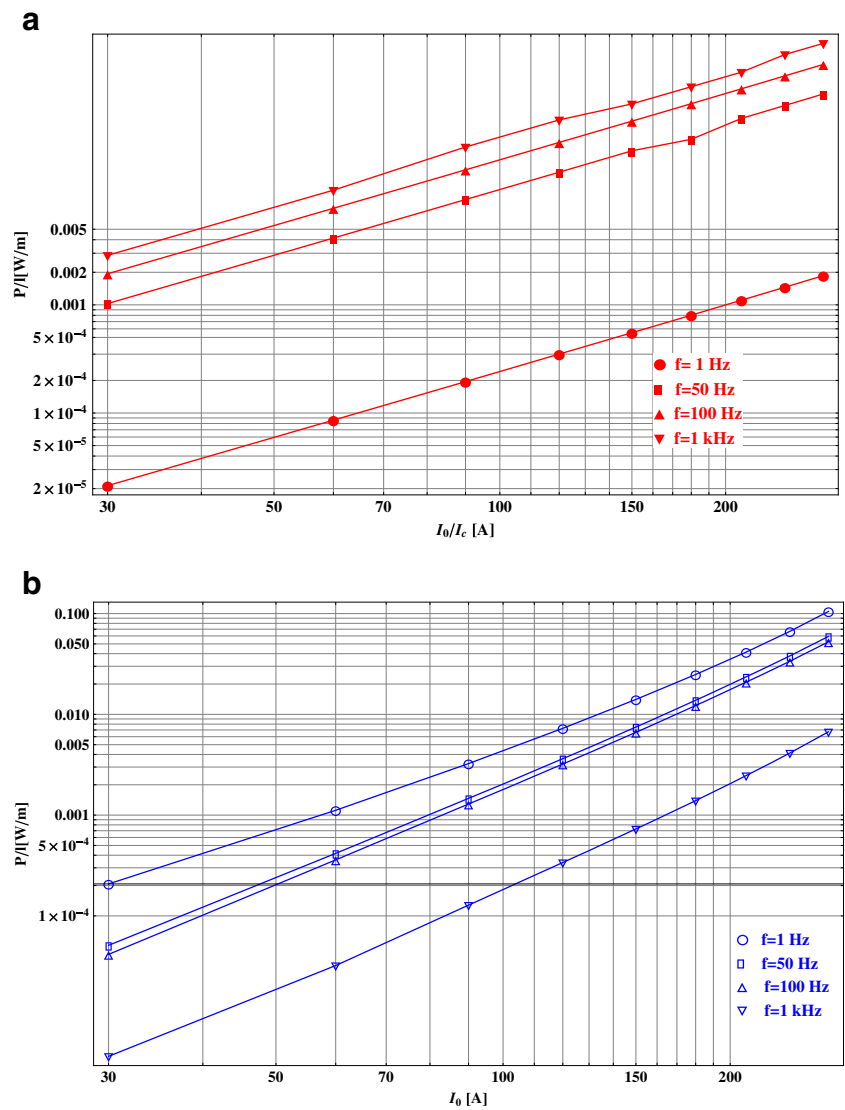 a
0.005
0.002
0.001
5 × 10⁻⁴
2 × 10⁻⁴
1 × 10⁻⁴
5 × 10⁻⁵
2 × 10⁻⁵
P/l[W/m]
f= 1 Hz
f=50 Hz
f=100 Hz
f=1 kHz
30 50 70 100 150 200
I₀/I_c [A]
b
0.100
0.050
0.010
0.005
0.001
5 × 10⁻⁴
1 × 10⁻⁴
P/l[W/m]
f=1 Hz
f=50 Hz
f=100 Hz
f=1 kHz
30 50 70 100 150 200
I₀ [A]